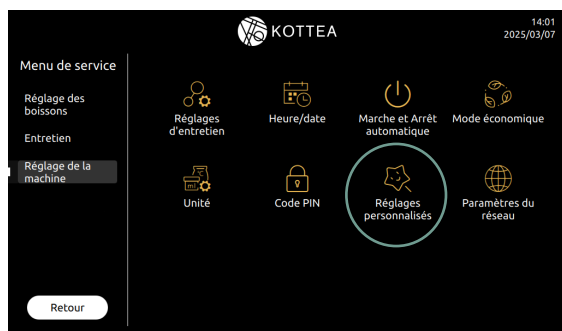 KOTTEA
14:01
2025/03/07
Menu de service
Réglage des
boissons
Entretien
Réglage de la
machine
Retour
Réglages
d'entretien
Heure/date
Marche et Arrêt
automatique
Mode économique
°C
ml
Unité
Code PIN
Réglages
personnalisés
Paramètres du
réseau